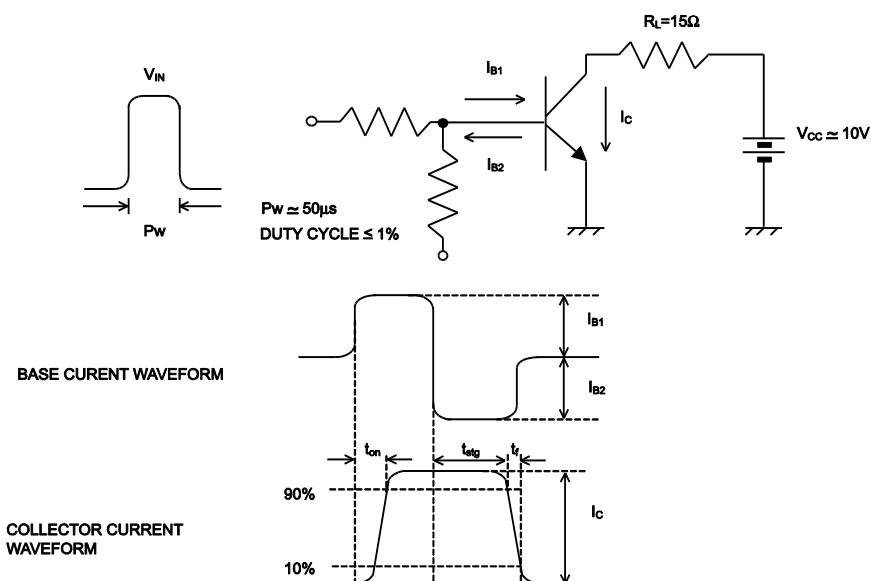 RL=15Ω
VIN
IB1
IC
VCC ≃ 10V
IB2
Pw ≃ 50μs
Pw
DUTY CYCLE ≤ 1%
IB1
BASE CURENT WAVEFORM
IB2
ton
tstg
tf
90%
IC
COLLECTOR CURRENT
WAVEFORM
10%